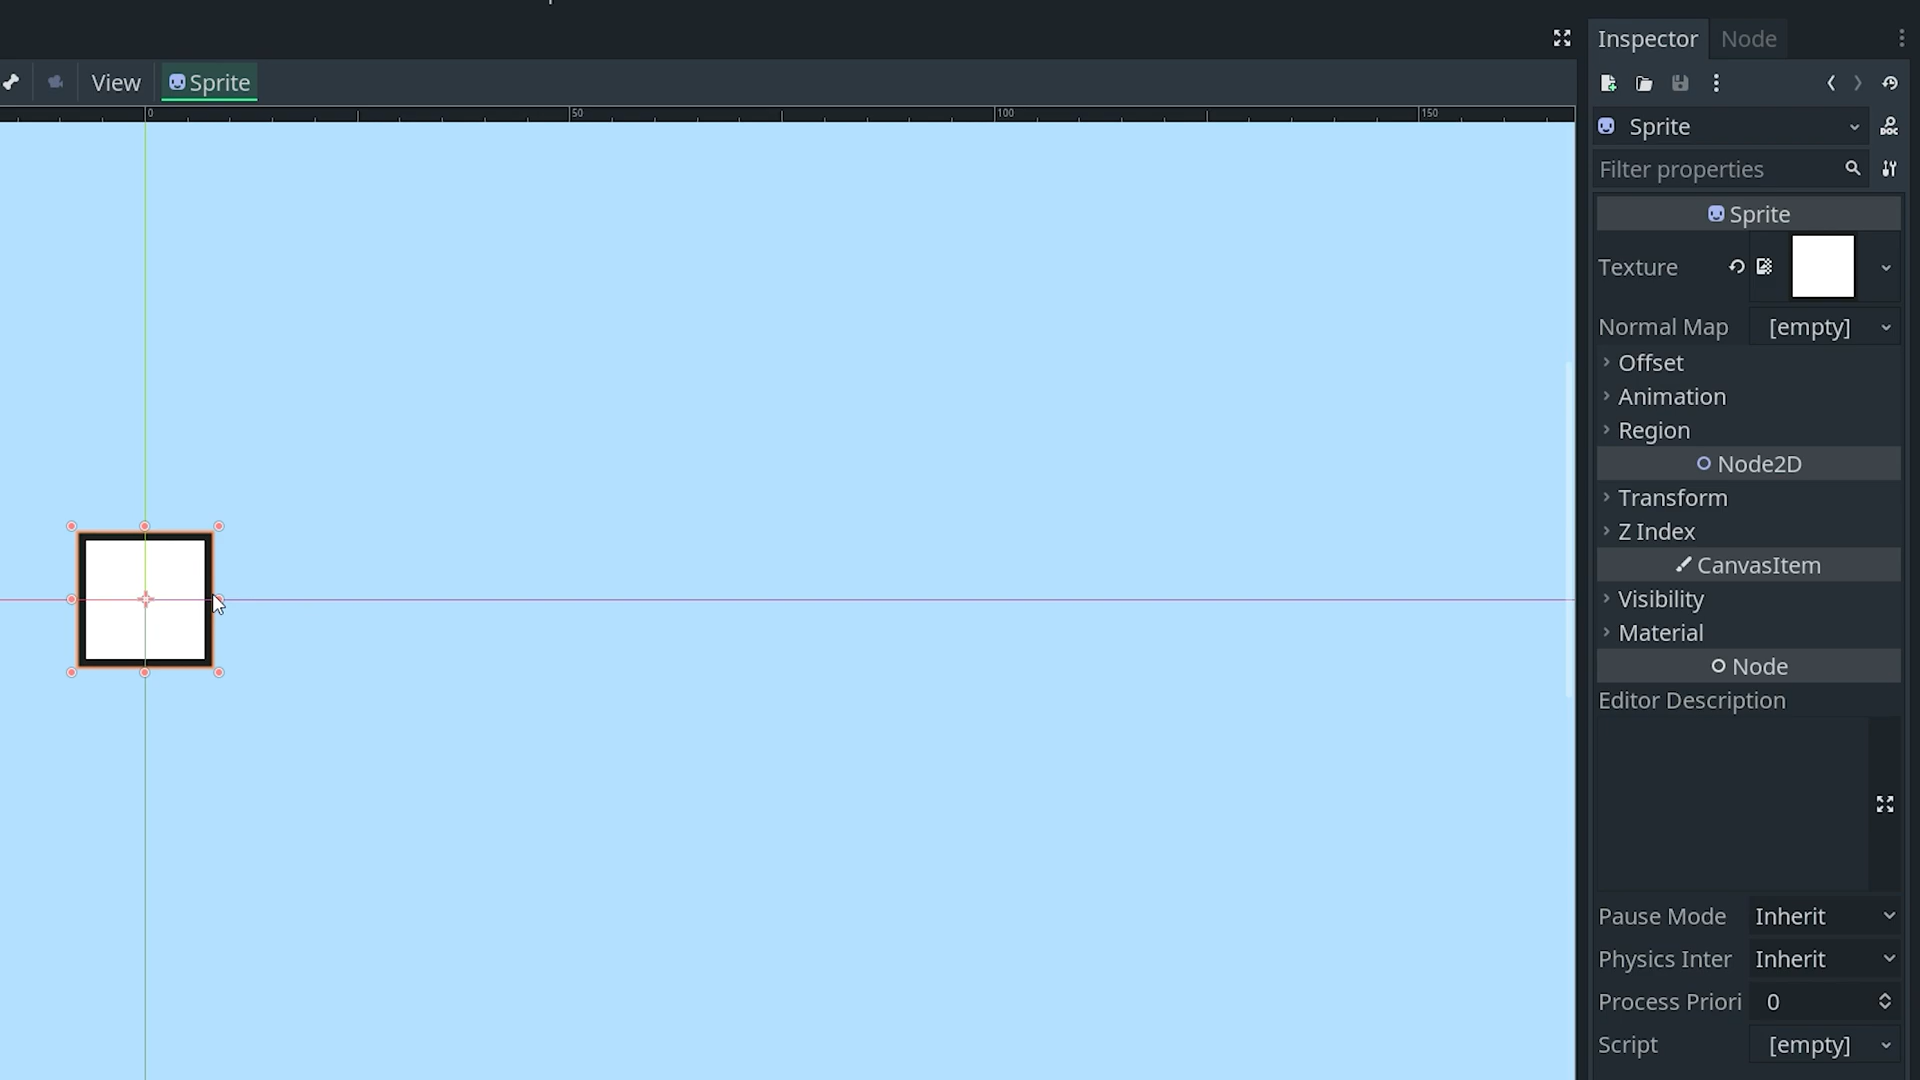 Inspector Node
View Sprite
0 50 100 150
Sprite
DOC
Filter properties
Sprite
Texture
Normal Map [empty]
Offset
Animation
Region
Node2D
Transform
Z Index
CanvasItem
Visibility
Material
Node
Editor Description
Pause Mode Inherit
Physics Inter Inherit
Process Priori 0
Script [empty]